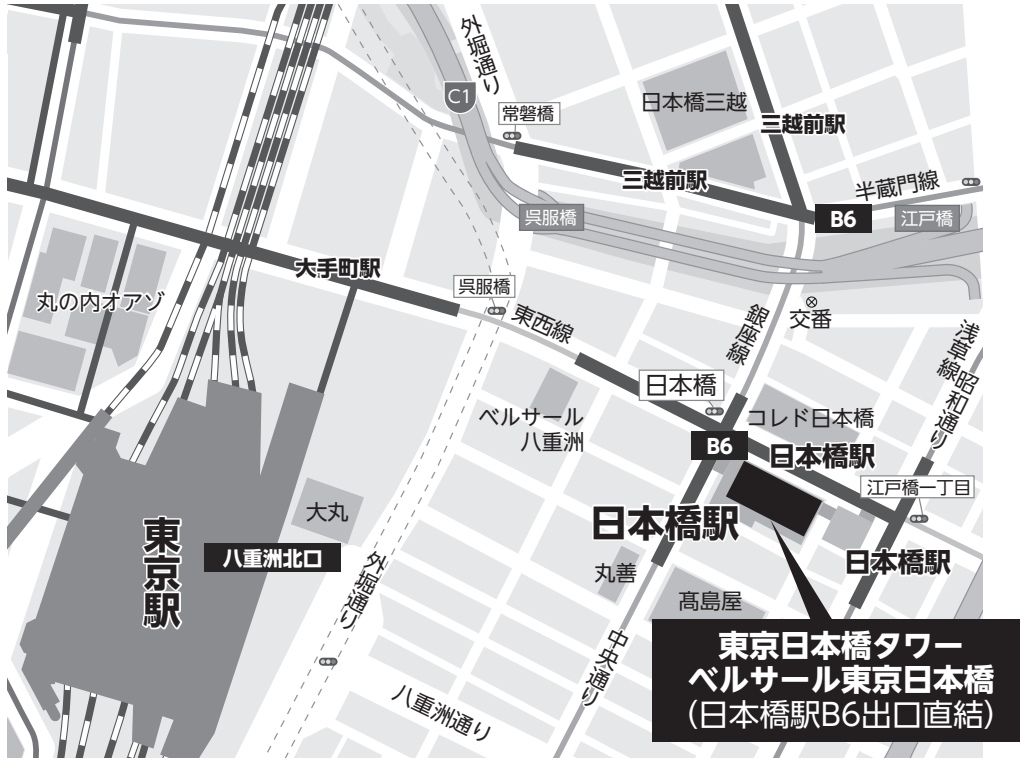 外堀通り
C1
常磐橋
日本橋三越
三越前駅
三越前駅
半蔵門線
B6
江戸橋
呉服橋
大手町駅
呉服橋
丸の内オアゾ
東西線
銀座線
交番
浅草線
昭和通り
日本橋
ベルサール
八重洲
コレド日本橋
B6
日本橋駅
江戸橋一丁目
大丸
日本橋駅
東京駅
八重洲北口
外堀通り
丸善
日本橋駅
髙島屋
中央通り
八重洲通り
東京日本橋タワー
ベルサール東京日本橋
(日本橋駅B6出口直結)